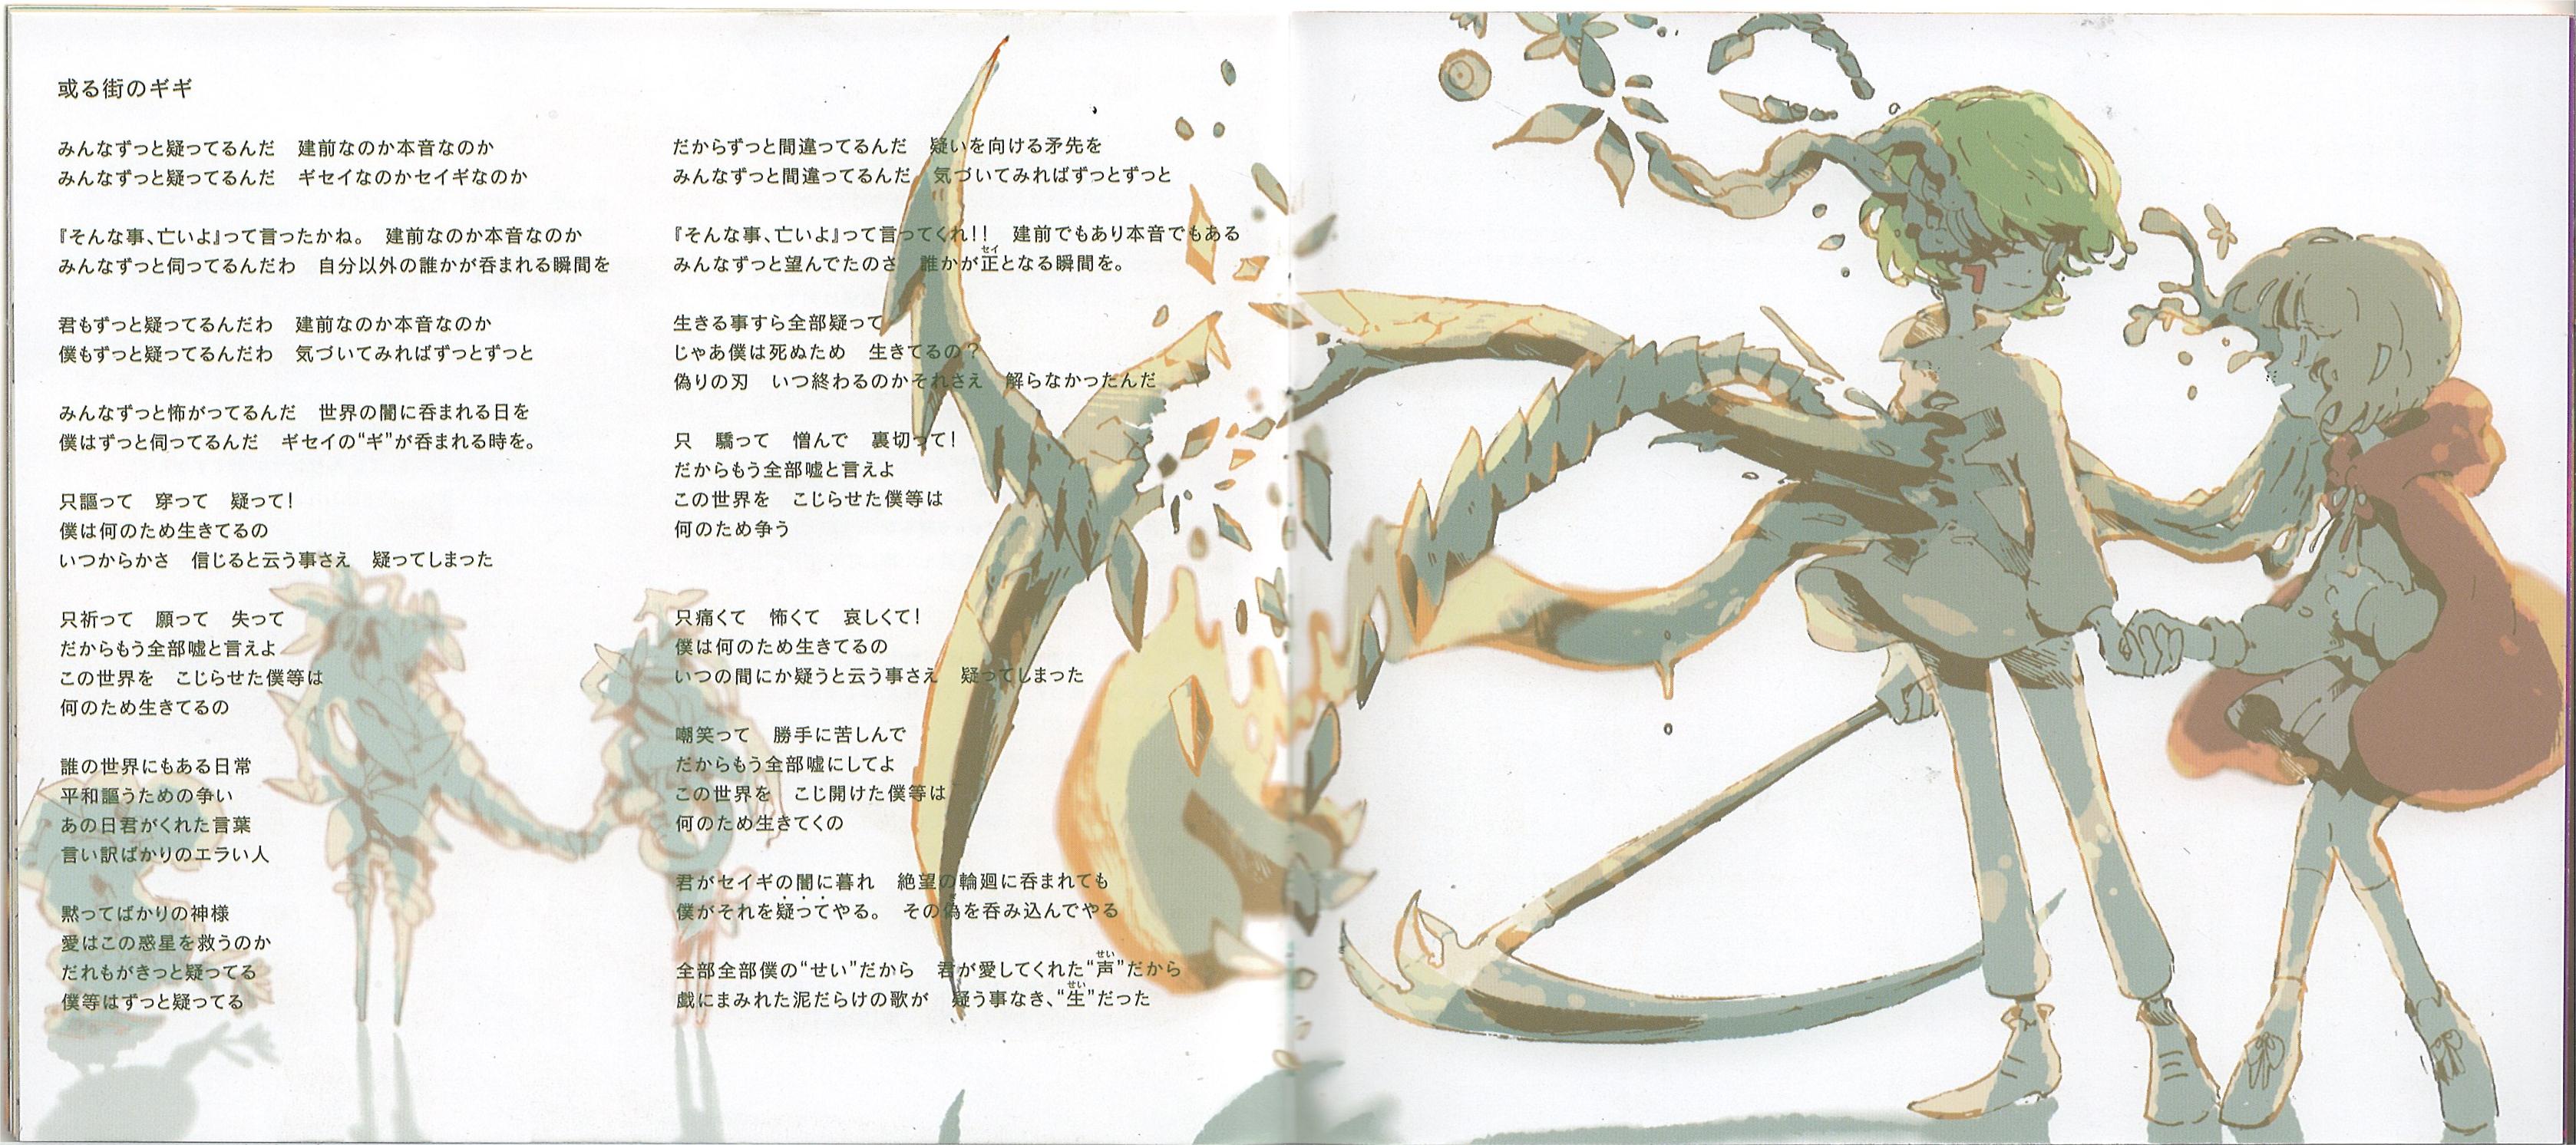 或る街のギギ
みんなずっと疑ってるんだ　建前なのか本音なのか
みんなずっと疑ってるんだ　ギセイなのかセイギなのか
『そんな事、亡いよ』って言ったかね。　建前なのか本音なのか
みんなずっと伺ってるんだわ　自分以外の誰かが呑まれる瞬間を
君もずっと疑ってるんだわ　建前なのか本音なのか
僕もずっと疑ってるんだわ　気づいてみればずっとずっと
みんなずっと怖がってるんだ　世界の闇に呑まれる日を
僕はずっと伺ってるんだ　ギセイの“ギ”が呑まれる時を。
只謳って　穿って　疑って！
僕は何のため生きてるの
いつからかさ　信じると云う事さえ　疑ってしまった
只祈って　願って　失って
だからもう全部嘘と言えよ
この世界を　こじらせた僕等は
何のため生きてるの
誰の世界にもある日常
平和謳うための争い
あの日君がくれた言葉
言い訳ばかりのエラい人
黙ってばかりの神様
愛はこの惑星を救うのか
だれもがきっと疑ってる
僕等はずっと疑ってる
だからずっと間違ってるんだ　疑いを向ける矛先を
みんなずっと間違ってるんだ　気づいてみればずっとずっと
『そんな事、亡いよ』って言ってくれ！！　建前でもあり本音でもある
セイ
みんなずっと望んでたのさ　誰かが正となる瞬間を。
生きる事すら全部疑って
じゃあ僕は死ぬため　生きてるの？
偽りの刃　いつ終わるのかそれさえ　解らなかったんだ
只　驕って　憎んで　裏切って！
だからもう全部嘘と言えよ
この世界を　こじらせた僕等は
何のため争う
只痛くて　怖くて　哀しくて！
僕は何のため生きてるの
いつの間にか疑うと云う事さえ　疑ってしまった
嘲笑って　勝手に苦しんで
だからもう全部嘘にしてよ
この世界を　こじ開けた僕等は
何のため生きてくの
君がセイギの闇に暮れ　絶望の輪廻に呑まれても
僕がそれを疑ってやる。　その偽を呑み込んでやる
せい
全部全部僕の“せい”だから　君が愛してくれた“声”だから
せい
戯にまみれた泥だらけの歌が　疑う事なき、“生”だった